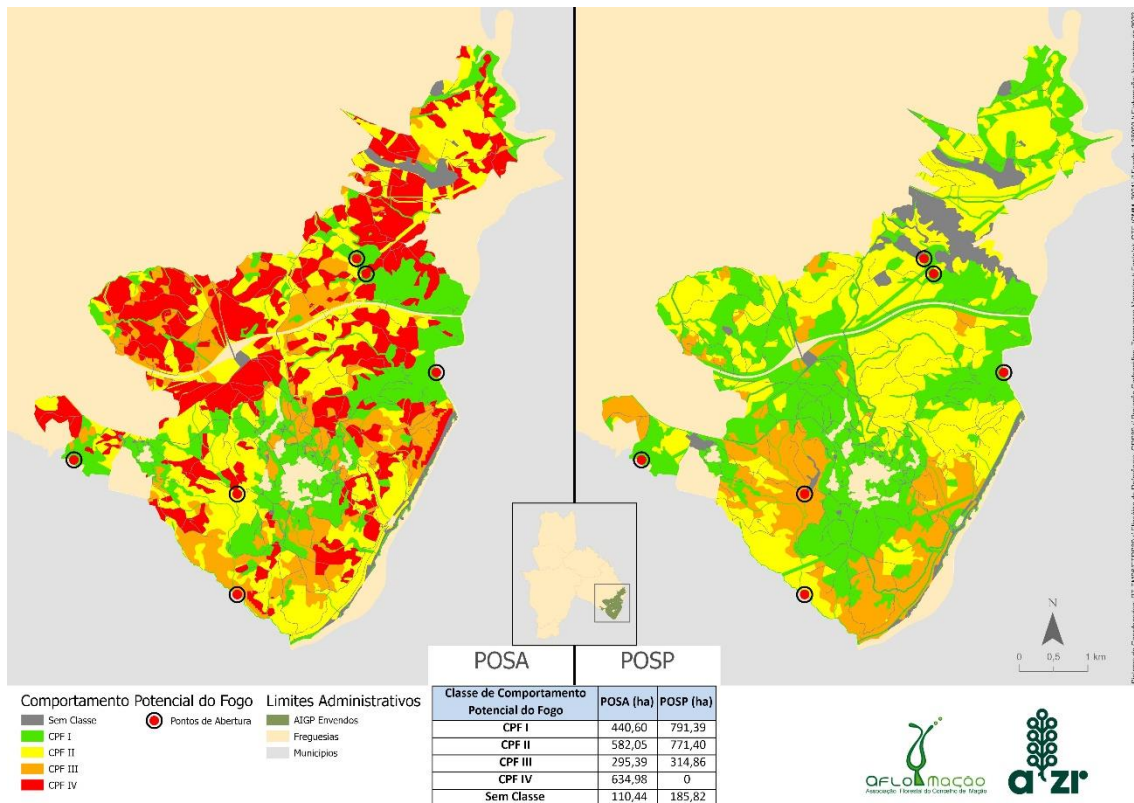 N
0 0,5 1 km
POSA POSP
Comportamento Potencial do Fogo
Sem Classe
CPF I
CPF II
CPF III
CPF IV
Pontos de Abertura
Limites Administrativos
AIGP Envendos
Freguesias
Municípios
Classe de Comportamento Potencial do Fogo POSA (ha) POSP (ha)
CPF I 440,60 791,39
CPF II 582,05 771,40
CPF III 295,39 314,86
CPF IV 634,98 0
Sem Classe 110,44 185,82
aflomação
Associação Florestal do Concelho de Mação
a'zr